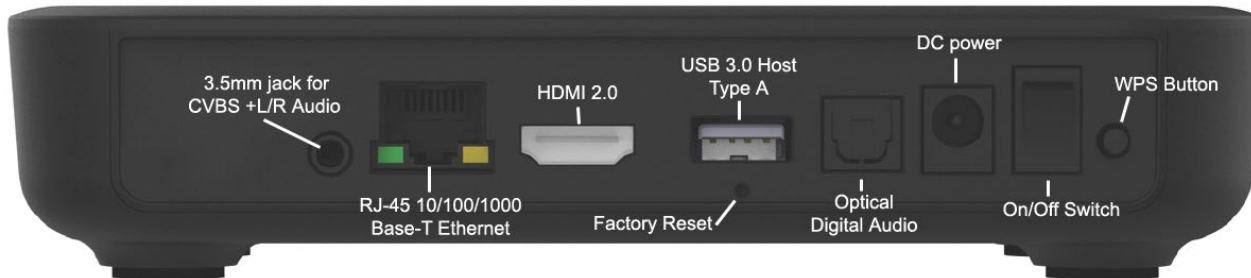 3.5mm jack for
CVBS +L/R Audio
RJ-45 10/100/1000
Base-T Ethernet
HDMI 2.0
USB 3.0 Host
Type A
Factory Reset
Optical
Digital Audio
DC power
On/Off Switch
WPS Button